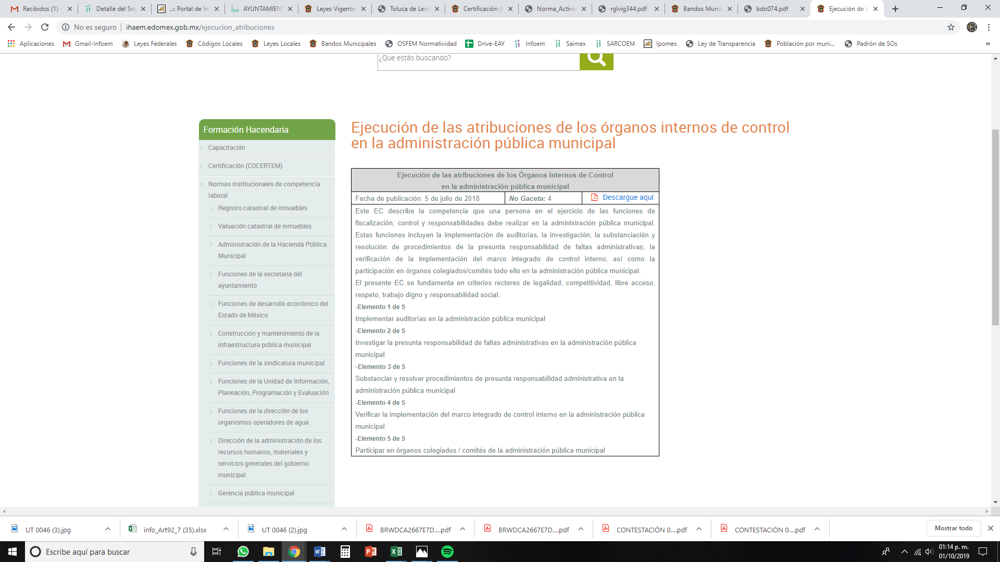 Recibidos (1) -
Detalle del Seg
..:: Portal de Inf
AYUNTAMIENT
Leyes Vigentes
Toluca de Lerd
Certificación (C
Norma_Activid
rglvig344.pdf
Bandos Munic
bdo074.pdf
Ejecución de la
No es seguro | ihaem.edomex.gob.mx/ejecucion_atribuciones
Aplicaciones
Gmail-Infoem
Leyes Federales
Códigos Locales
Leyes Locales
Bandos Municipales
OSFEM Normatividad
Drive-EAY
Infoem
Saimex
SARCOEM
Ipomex
Ley de Transparencia
Población por muni...
Padrón de SOs
»
¿Que estás buscando?
Formación Hacendaria
Capacitación
Certificación (COCERTEM)
Normas institucionales de competencia
laboral
Registro catastral de inmuebles
Valuación catastral de inmuebles
Administración de la Hacienda Pública
Municipal
Funciones de la secretaría del
ayuntamiento
Funciones de desarrollo económico del
Estado de México
Construcción y mantenimiento de la
infraestructura pública municipal
Funciones de la sindicatura municipal
Funciones de la Unidad de Información,
Planeación, Programación y Evaluación
Funciones de la dirección de los
organismos operadores de agua
Dirección de la administración de los
recursos humanos, materiales y
servicios generales del gobierno
municipal
Gerencia pública municipal
Ejecución de las atribuciones de los órganos internos de control
en la administración pública municipal
Ejecución de las atribuciones de los Órganos Internos de Control
en la administración pública municipal
Fecha de publicación: 5 de julio de 2018
No Gaceta: 4
Descargue aquí
Este EC describe la competencia que una persona en el ejercicio de las funciones de
fiscalización, control y responsabilidades debe realizar en la administración pública municipal.
Estas funciones incluyen la implementación de auditorías, la investigación, la substanciación y
resolución de procedimientos de la presunta responsabilidad de faltas administrativas; la
verificación de la implementación del marco integrado de control interno; así como la
participación en órganos colegiados/comités todo ello en la administración pública municipal.
El presente EC se fundamenta en criterios rectores de legalidad, competitividad, libre acceso,
respeto, trabajo digno y responsabilidad social.
-Elemento 1 de 5
Implementar auditorías en la administración pública municipal
-Elemento 2 de 5
Investigar la presunta responsabilidad de faltas administrativas en la administración pública
municipal
-Elemento 3 de 5
Substanciar y resolver procedimientos de presunta responsabilidad administrativa en la
administración pública municipal
-Elemento 4 de 5
Verificar la implementación del marco integrado de control interno en la administración pública
municipal
-Elemento 5 de 5
Participar en órganos colegiados / comités de la administración pública municipal
UT 0046 (3).jpg
info_Art92_7 (35).xlsx
UT 0046 (2).jpg
BRWDCA2667E7D....pdf
BRWDCA2667E7D....pdf
CONTESTACIÓN 0....pdf
CONTESTACIÓN 0....pdf
Mostrar todo
Escribe aquí para buscar
01:14 p. m.
01/10/2019